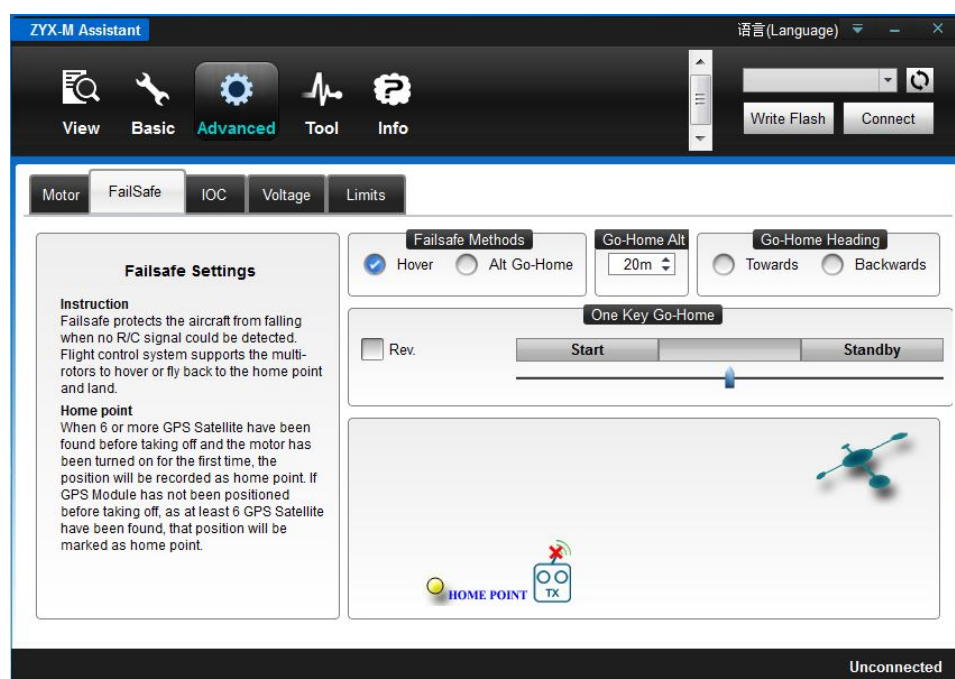 ZYX-M Assistant
语言(Language)
View Basic Advanced Tool Info
Write Flash Connect
Motor FailSafe IOC Voltage Limits
Failsafe Settings
Instruction
Failsafe protects the aircraft from falling
when no R/C signal could be detected.
Flight control system supports the multi-
rotors to hover or fly back to the home point
and land.
Home point
When 6 or more GPS Satellite have been
found before taking off and the motor has
been turned on for the first time, the
position will be recorded as home point. If
GPS Module has not been positioned
before taking off, as at least 6 GPS Satellite
have been found, that position will be
marked as home point.
Failsafe Methods
Hover Alt Go-Home
Go-Home Alt
20m
Go-Home Heading
Towards Backwards
One Key Go-Home
Rev. Start Standby
HOME POINT
TX
Unconnected